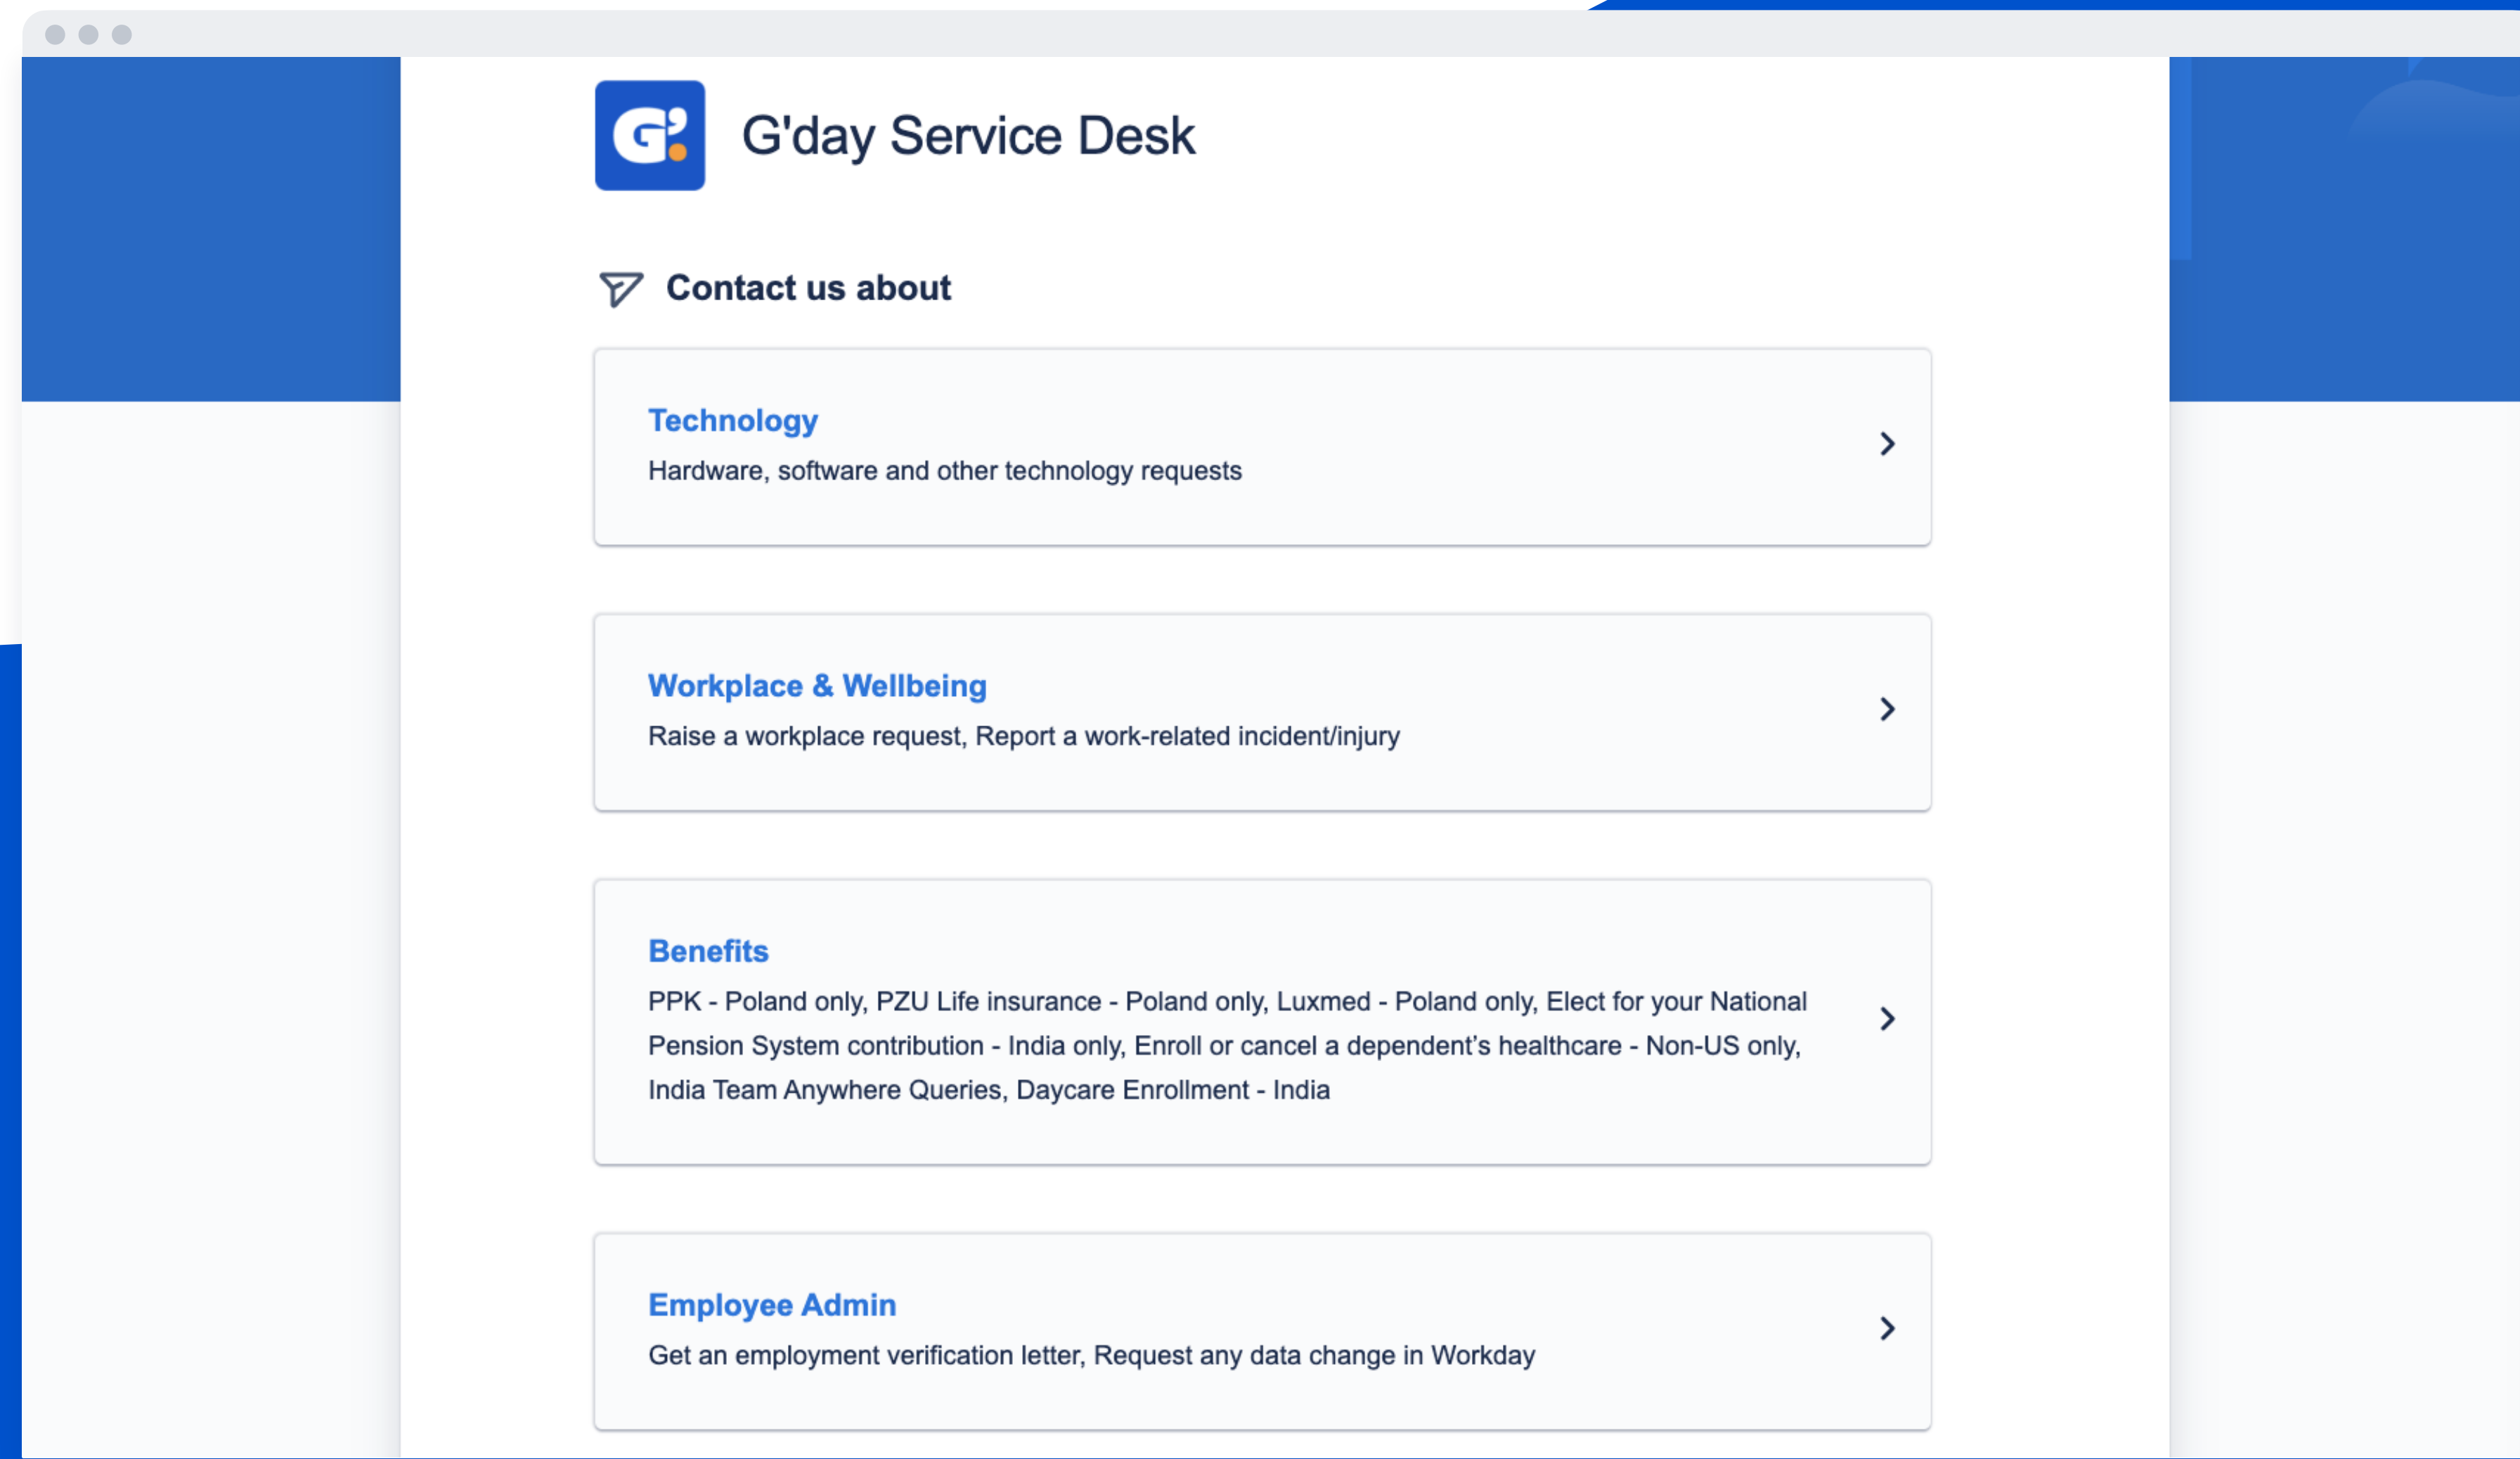 G'
G'day Service Desk
Contact us about
Technology
Hardware, software and other technology requests
Workplace & Wellbeing
Raise a workplace request, Report a work-related incident/injury
Benefits
PPK - Poland only, PZU Life insurance - Poland only, Luxmed - Poland only, Elect for your National
Pension System contribution - India only, Enroll or cancel a dependent’s healthcare - Non-US only,
India Team Anywhere Queries, Daycare Enrollment - India
Employee Admin
Get an employment verification letter, Request any data change in Workday